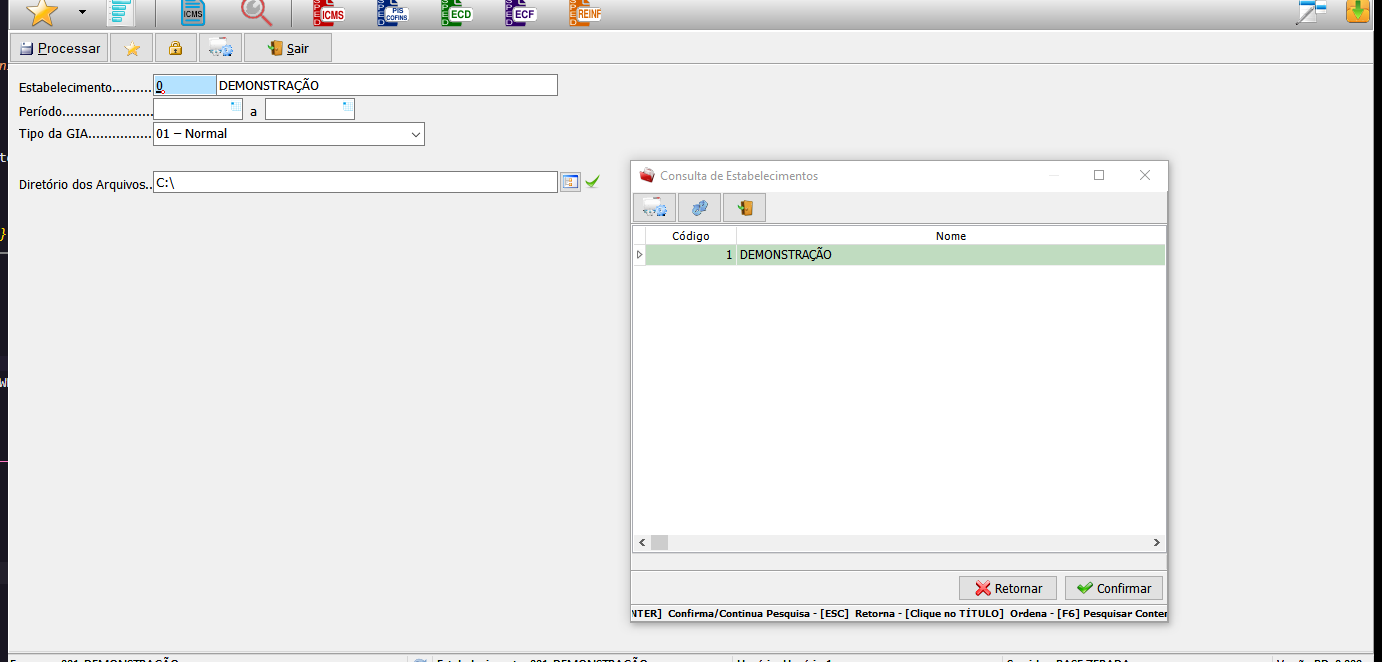 ICMS
ICMS
PIS COFINS
ECD
ECF
REINF
Processar
Sair
Estabelecimento.......... 0 DEMONSTRAÇÃO
Período...................... a
Tipo da GIA................ 01 – Normal
Diretório dos Arquivos.. C:\
Consulta de Estabelecimentos
Código Nome
1 DEMONSTRAÇÃO
Retornar Confirmar
NTER] Confirma/Continua Pesquisa - [ESC] Retorna - [Clique no TÍTULO] Ordena - [F6] Pesquisar Conter
001-DEMONSTRAÇÃO